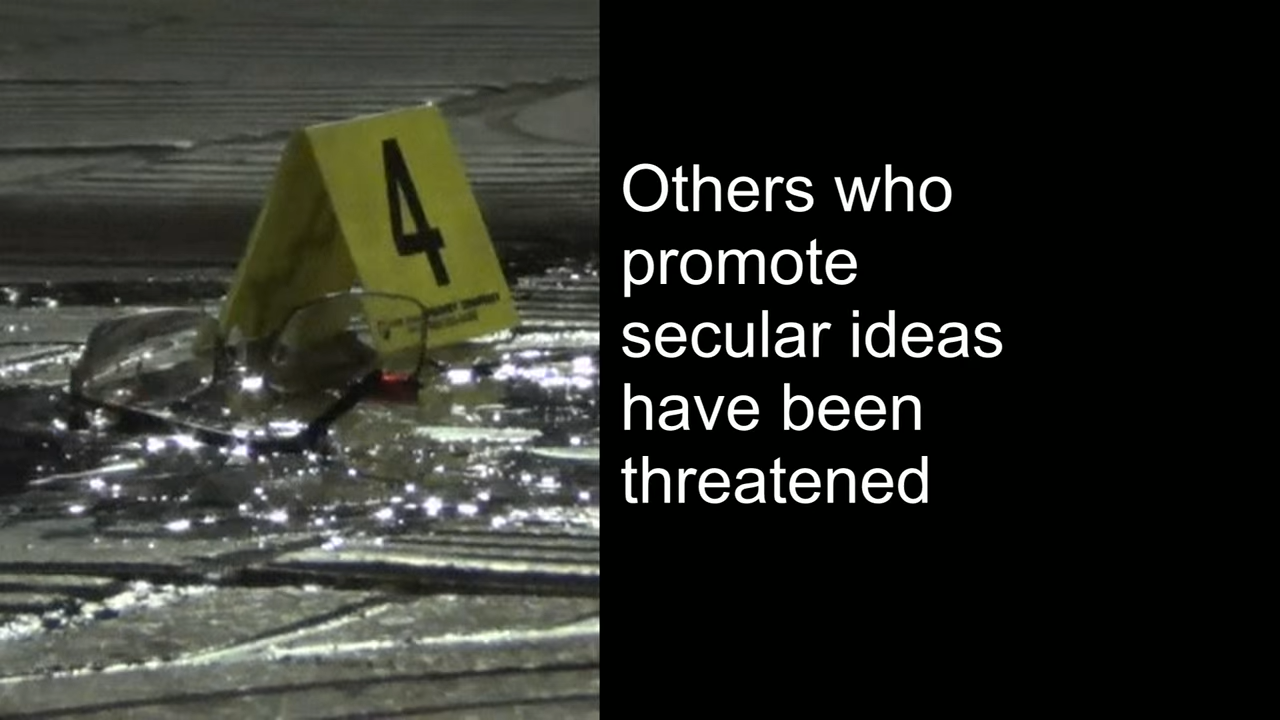 4
Others who
promote
secular ideas
have been
threatened